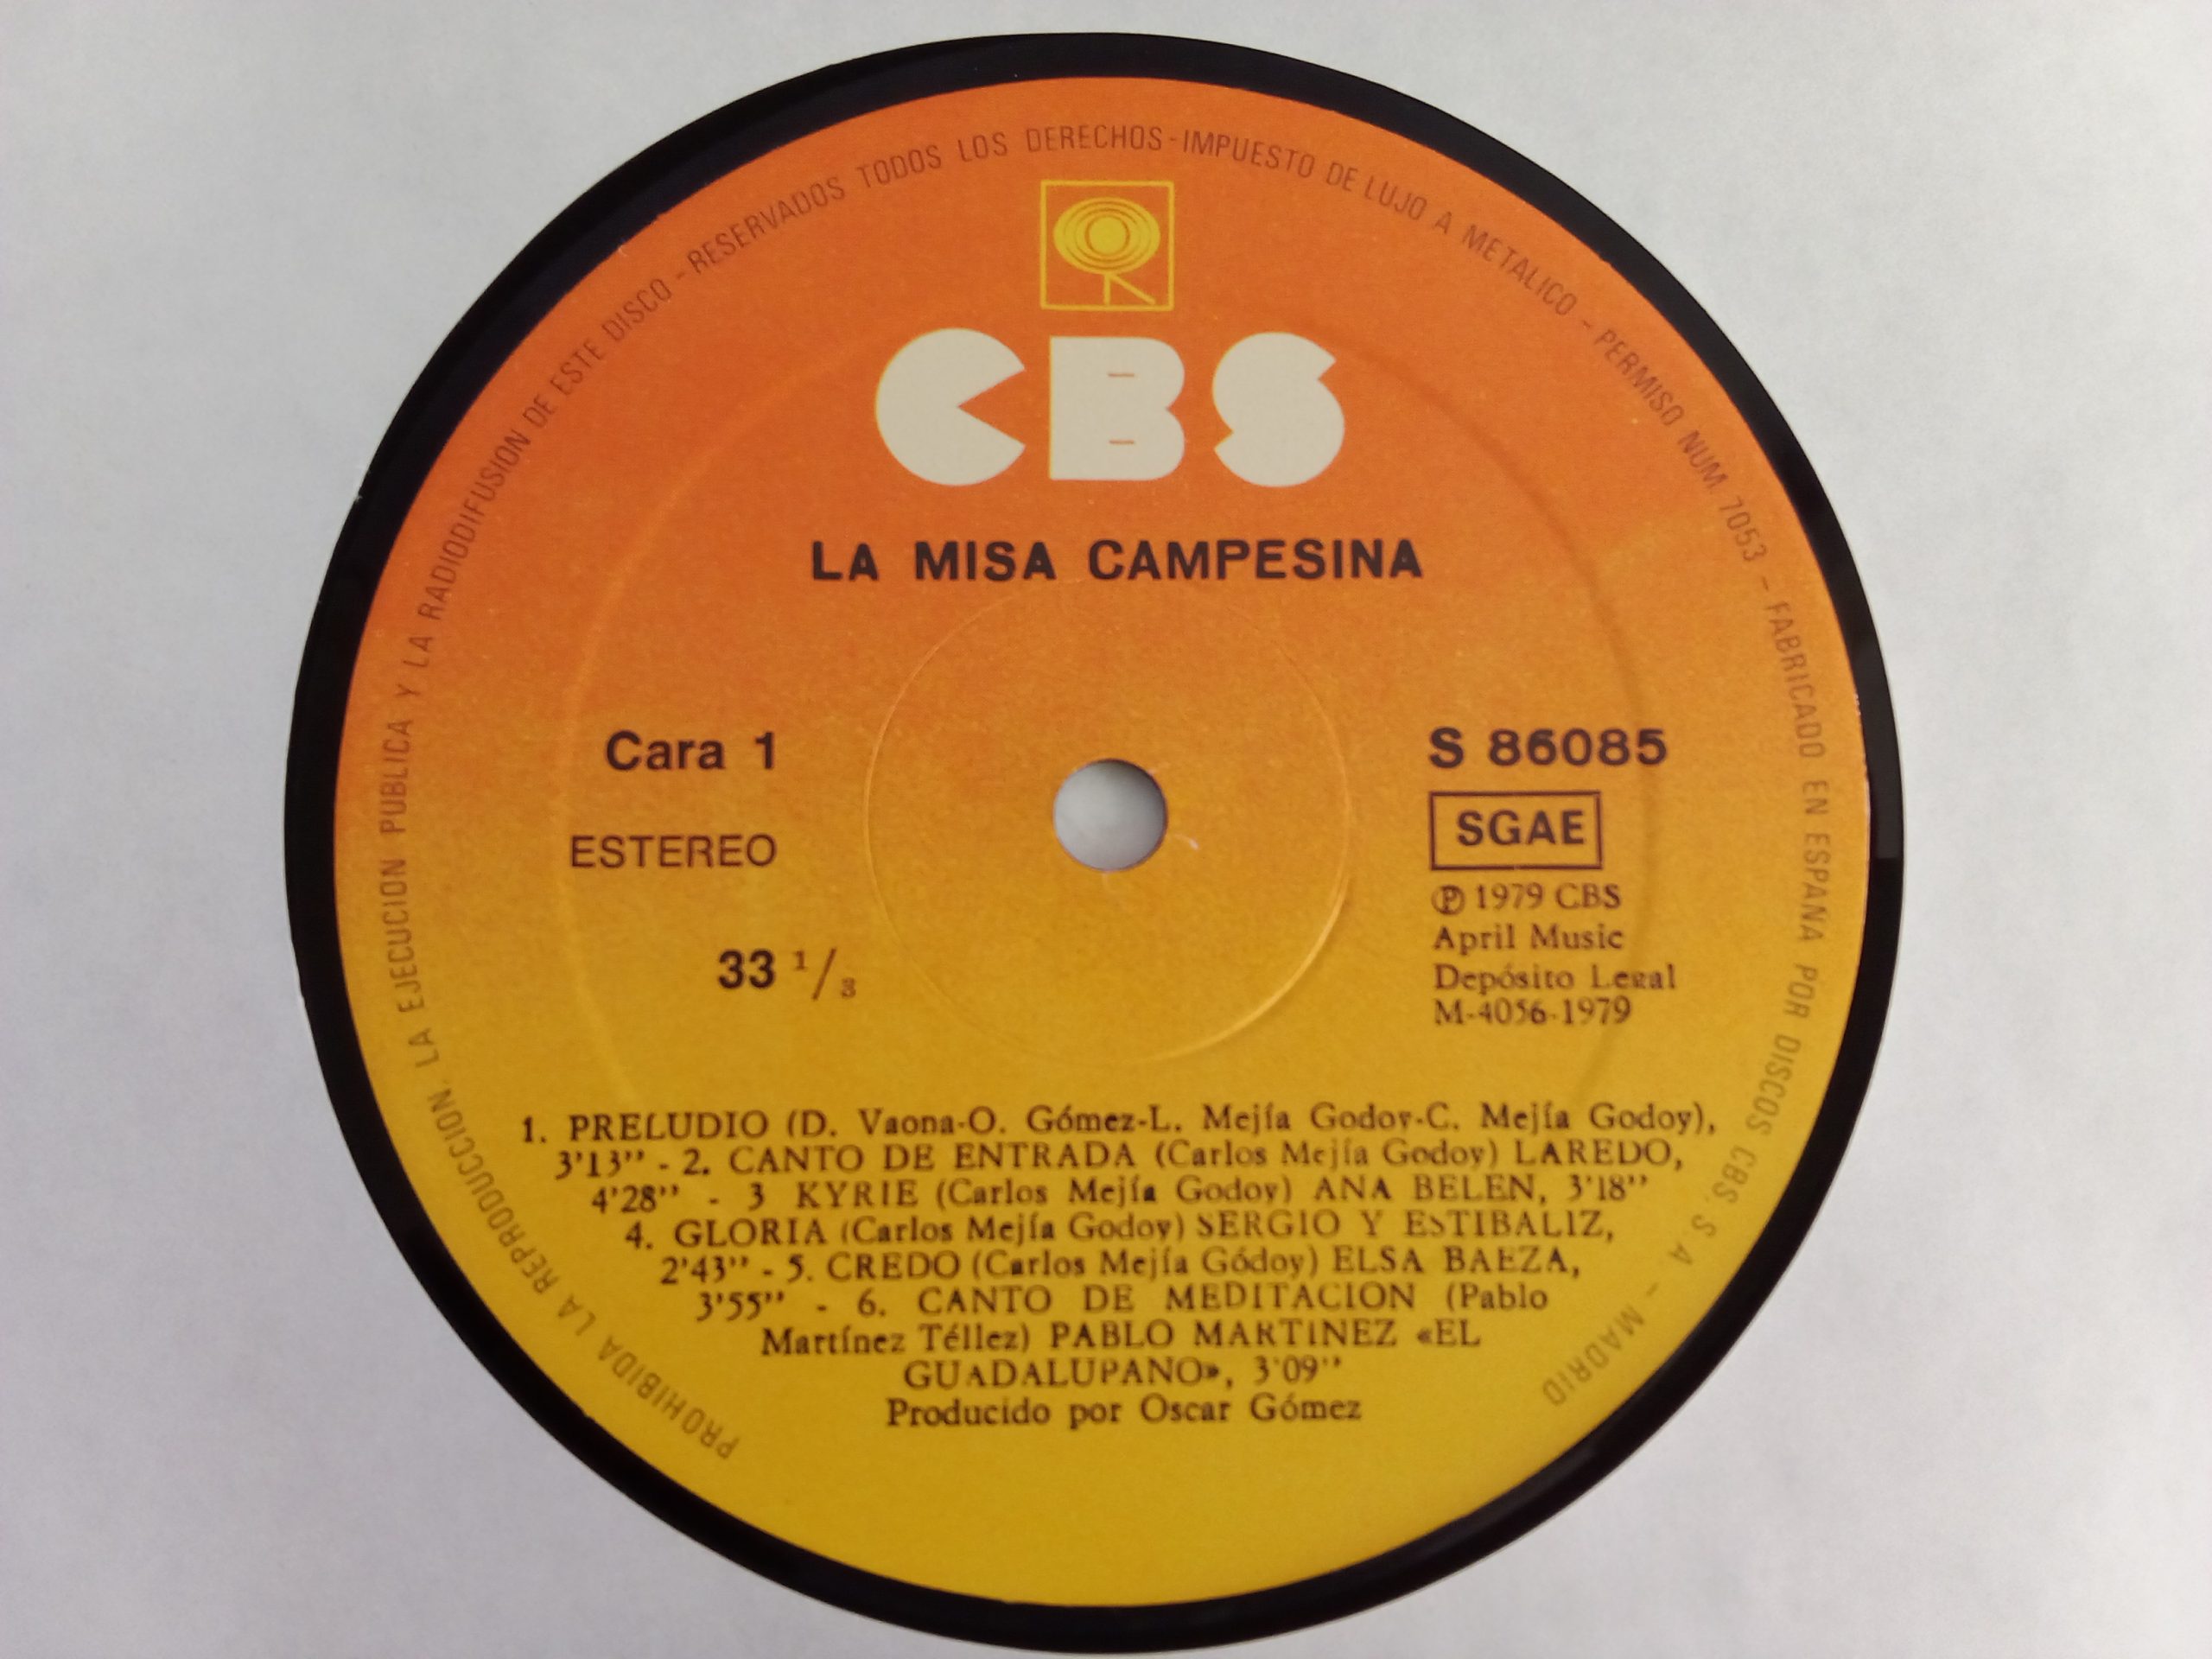 PROHIBIDA LA REPRODUCCION, LA EJECUCION PUBLICA Y LA RADIODIFUSION DE ESTE DISCO - RESERVADOS TODOS LOS DERECHOS - IMPUESTO DE LUJO A METALICO - PERMISO NUM. 7053 - FABRICADO EN ESPAÑA POR DISCOS CBS, S.A. - MADRID
CBS
LA MISA CAMPESINA
Cara 1
ESTEREO
33 1/3
S 86085
SGAE
Ⓟ 1979 CBS
April Music
Depósito Legal
M-4056-1979
1. PRELUDIO (D. Vaona-O. Gómez-L. Mejía Godoy-C. Mejía Godoy),
3'13'' - 2. CANTO DE ENTRADA (Carlos Mejía Godoy) LAREDO,
4'28'' - 3 KYRIE (Carlos Mejía Godoy) ANA BELEN, 3'18''
4. GLORIA (Carlos Mejía Godoy) SERGIO Y ESTIBALIZ,
2'43'' - 5. CREDO (Carlos Mejía Gódoy) ELSA BAEZA,
3'55'' - 6. CANTO DE MEDITACION (Pablo
Martínez Téllez) PABLO MARTINEZ «EL
GUADALUPANO», 3'09''
Producido por Oscar Gómez